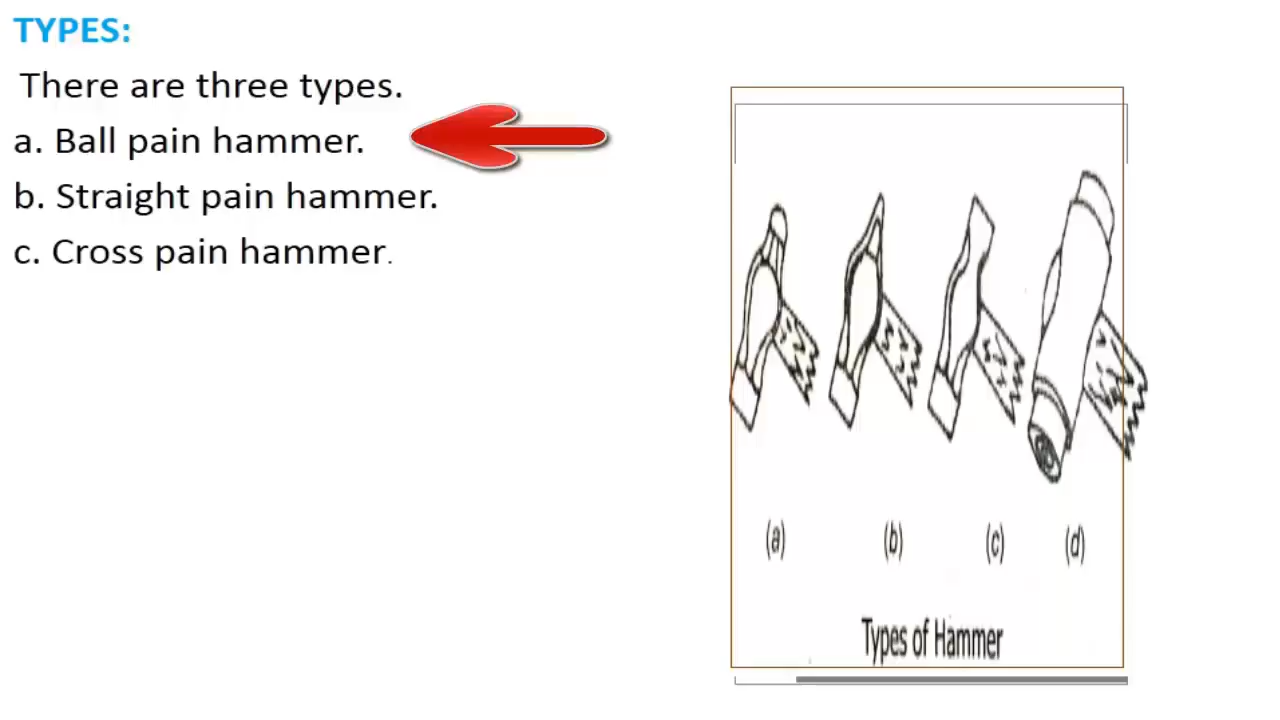 TYPES:
There are three types.
a. Ball pain hammer.
b. Straight pain hammer.
c. Cross pain hammer.
(a) (b) (c) (d)
Types of Hammer